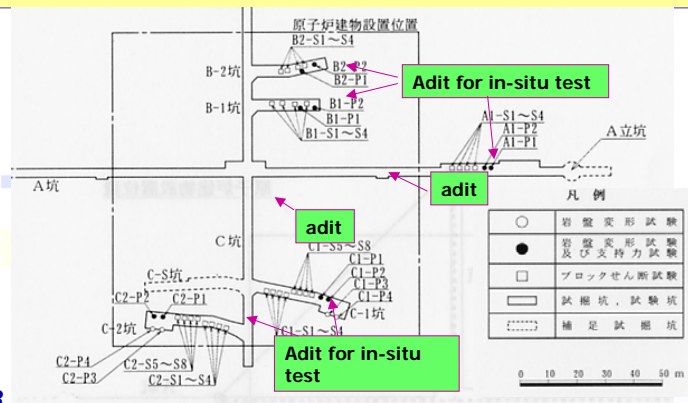 原子炉建物設置位置
B2-S1～S4
B-2坑
B2-P2
B2-P1
Adit for in-situ test
B-1坑
B1-P2
B1-P1
B1-S1～S4
A1-S1～S4
A1-P2
A1-P1
A立坑
A坑
adit
adit
凡 例
岩盤変形試験
岩盤変形試験
及び支持力試験
ブロックせん断試験
試掘坑，試験坑
補足試掘坑
C坑
C1-S5～S8
C1-P1
C1-P2
C1-P3
C1-P4
C-S坑
C-1坑
C2-P2
C2-P1
C-2坑
C1-S1～S4
C2-P4
C2-P3
C2-S5～S8
C2-S1～S4
Adit for in-situ
test
0 10 20 30 40 50 m